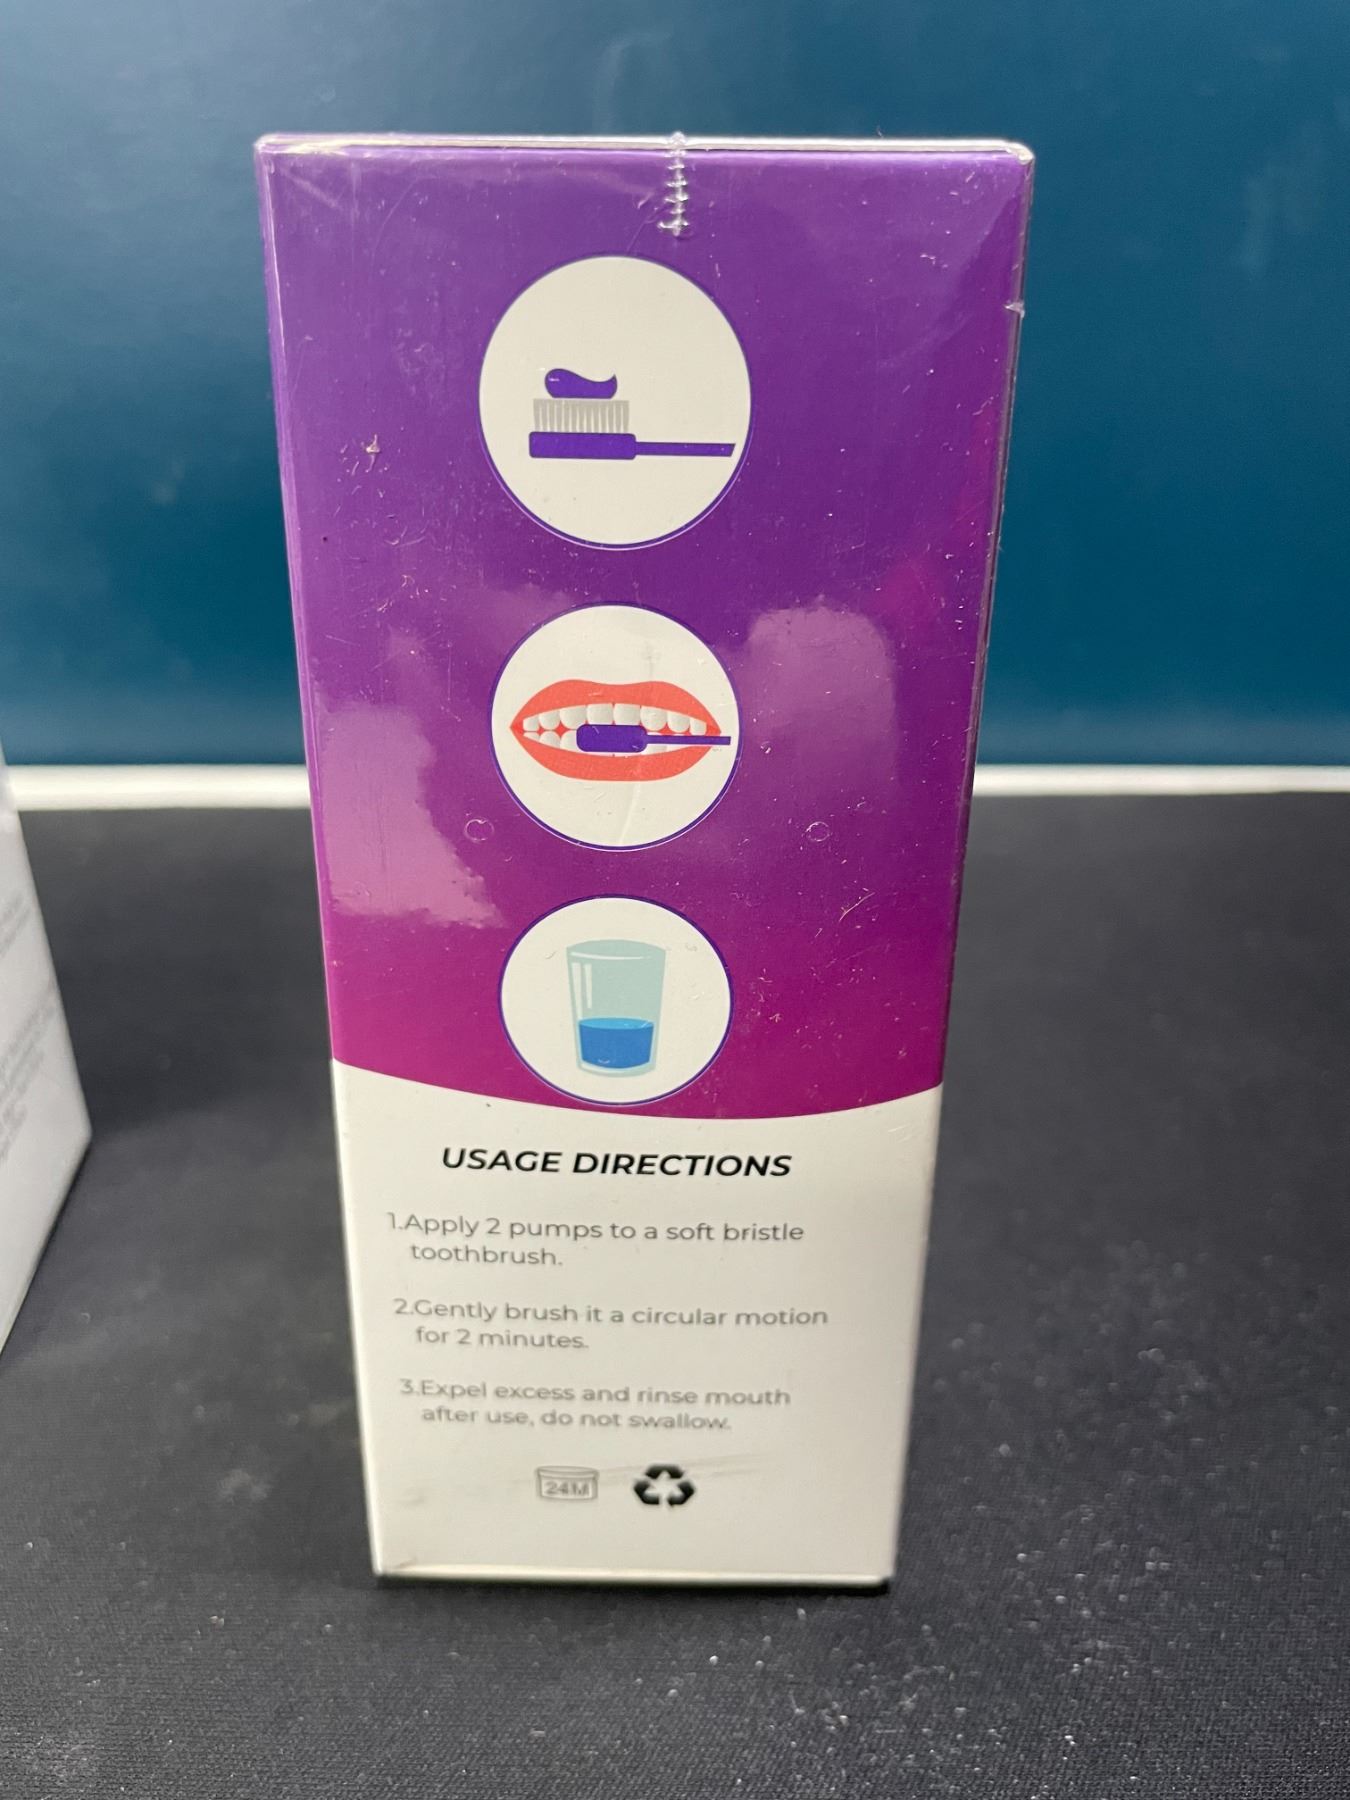 USAGE DIRECTIONS
1.Apply 2 pumps to a soft bristle
toothbrush.
2.Gently brush it a circular motion
for 2 minutes.
3.Expel excess and rinse mouth
after use, do not swallow.
24M